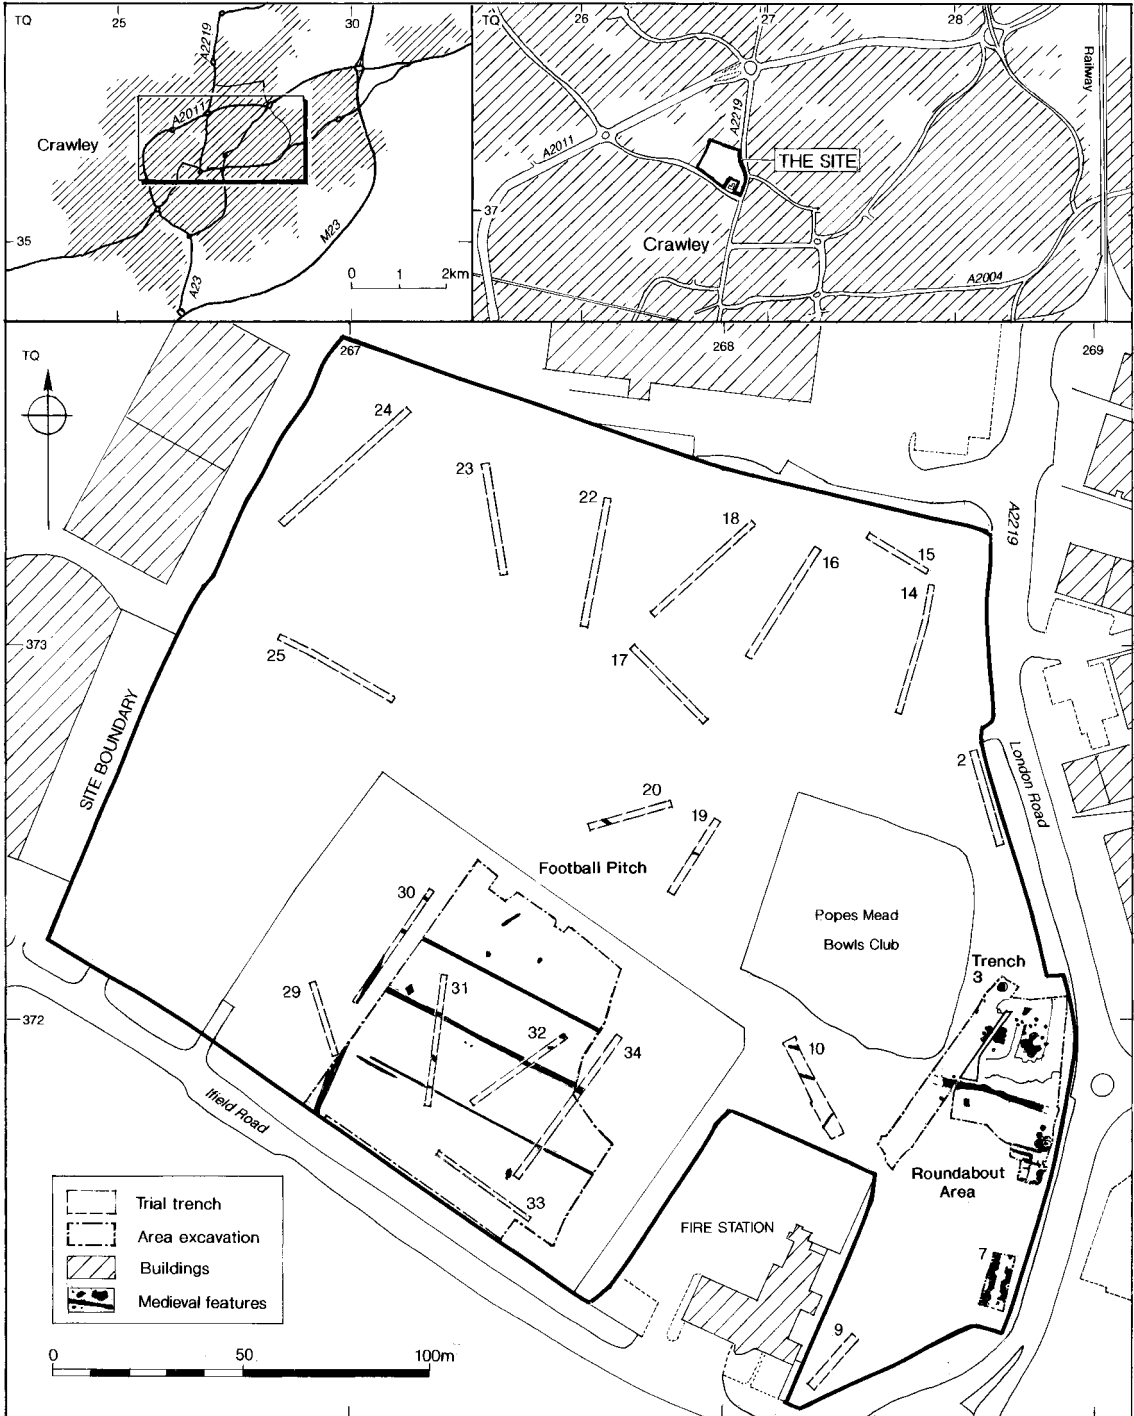 TQ
25
30
A2219
A2011
Crawley
35
M23
A23
0 1 2km
TQ
26
27
28
Railway
A2219
A2011
THE SITE
37
Crawley
A2004
TQ
267
268
269
24
23
22
18
16
15
14
A2219
373
25
17
SITE BOUNDARY
2
London Road
20
19
Football Pitch
30
Popes Mead
Bowls Club
Trench
3
29
31
372
32
34
10
Ifield Road
Roundabout
Area
33
FIRE STATION
7
9
Trial trench
Area excavation
Buildings
Medieval features
0 50 100m